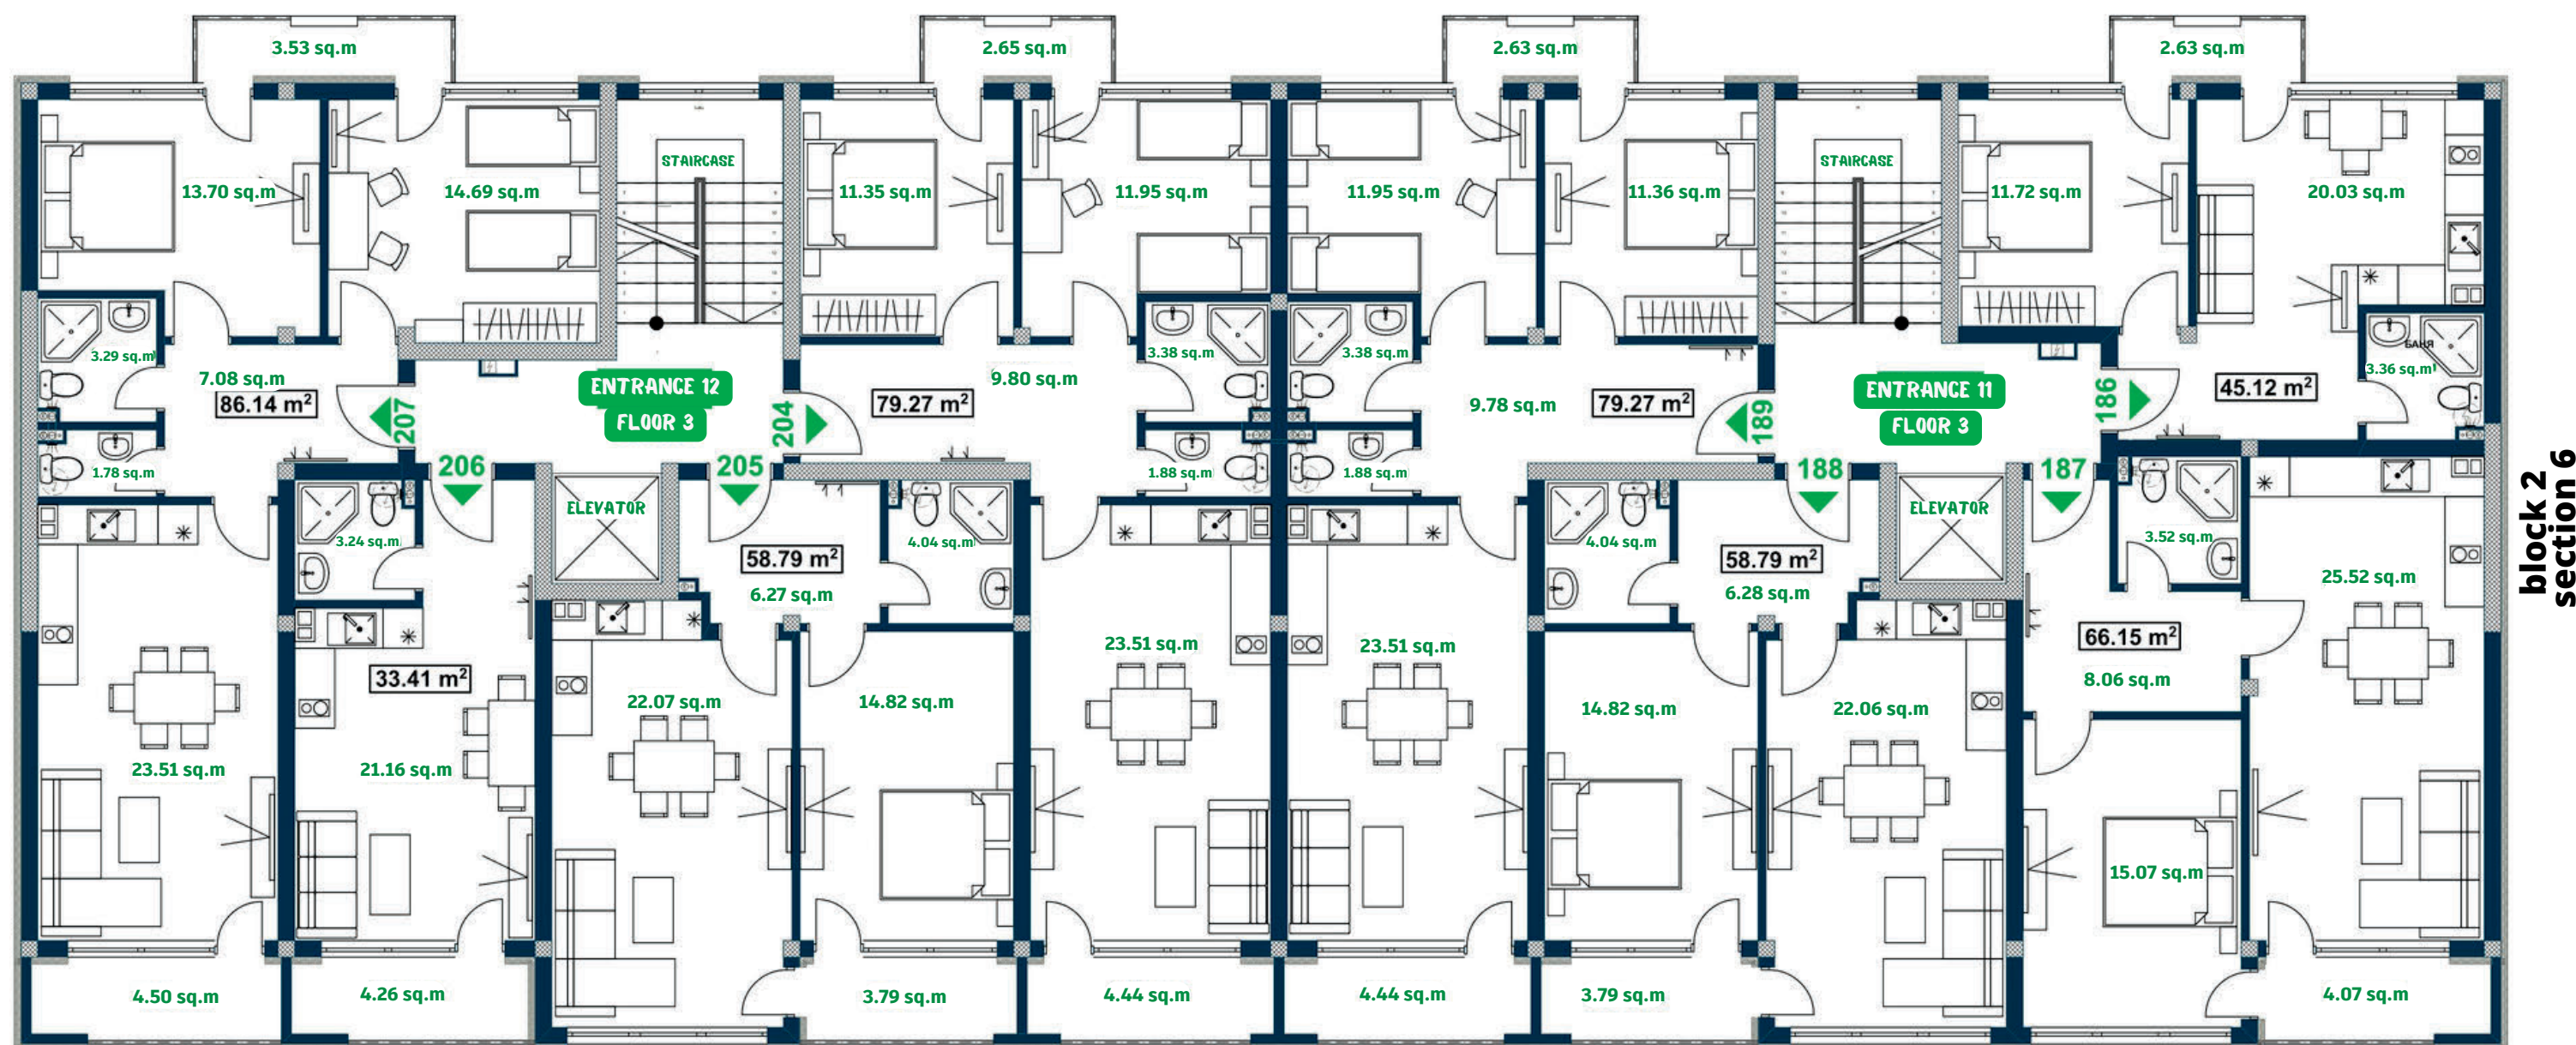 3.53 sq.m
2.65 sq.m
2.63 sq.m
2.63 sq.m
STAIRCASE
STAIRCASE
13.70 sq.m
14.69 sq.m
11.35 sq.m
11.95 sq.m
11.95 sq.m
11.36 sq.m
11.72 sq.m
20.03 sq.m
3.29 sq.m
7.08 sq.m
86.14 m²
207
ENTRANCE 12
FLOOR 3
204
79.27 m²
9.80 sq.m
3.38 sq.m
3.38 sq.m
9.78 sq.m
79.27 m²
189
ENTRANCE 11
FLOOR 3
186
45.12 m²
БАНЯ
3.36 sq.m
1.78 sq.m
206
205
1.88 sq.m
1.88 sq.m
188
187
ELEVATOR
ELEVATOR
3.24 sq.m
58.79 m²
6.27 sq.m
4.04 sq.m
4.04 sq.m
58.79 m²
6.28 sq.m
3.52 sq.m
25.52 sq.m
block 2
section 6
33.41 m²
23.51 sq.m
23.51 sq.m
66.15 m²
8.06 sq.m
22.07 sq.m
14.82 sq.m
14.82 sq.m
22.06 sq.m
23.51 sq.m
21.16 sq.m
15.07 sq.m
4.50 sq.m
4.26 sq.m
3.79 sq.m
4.44 sq.m
4.44 sq.m
3.79 sq.m
4.07 sq.m